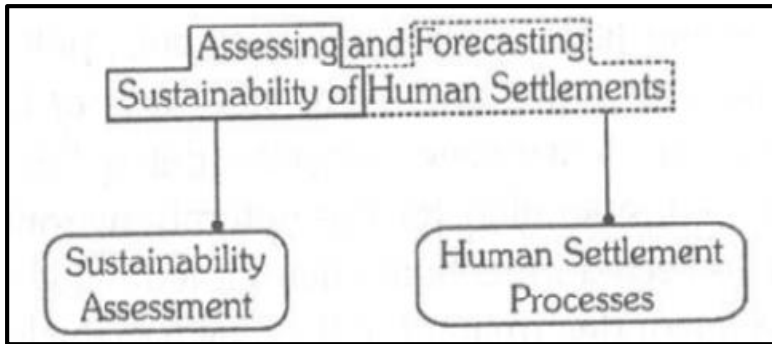 Assessing and Forecasting
Sustainability of Human Settlements
Sustainability
Assessment
Human Settlement
Processes